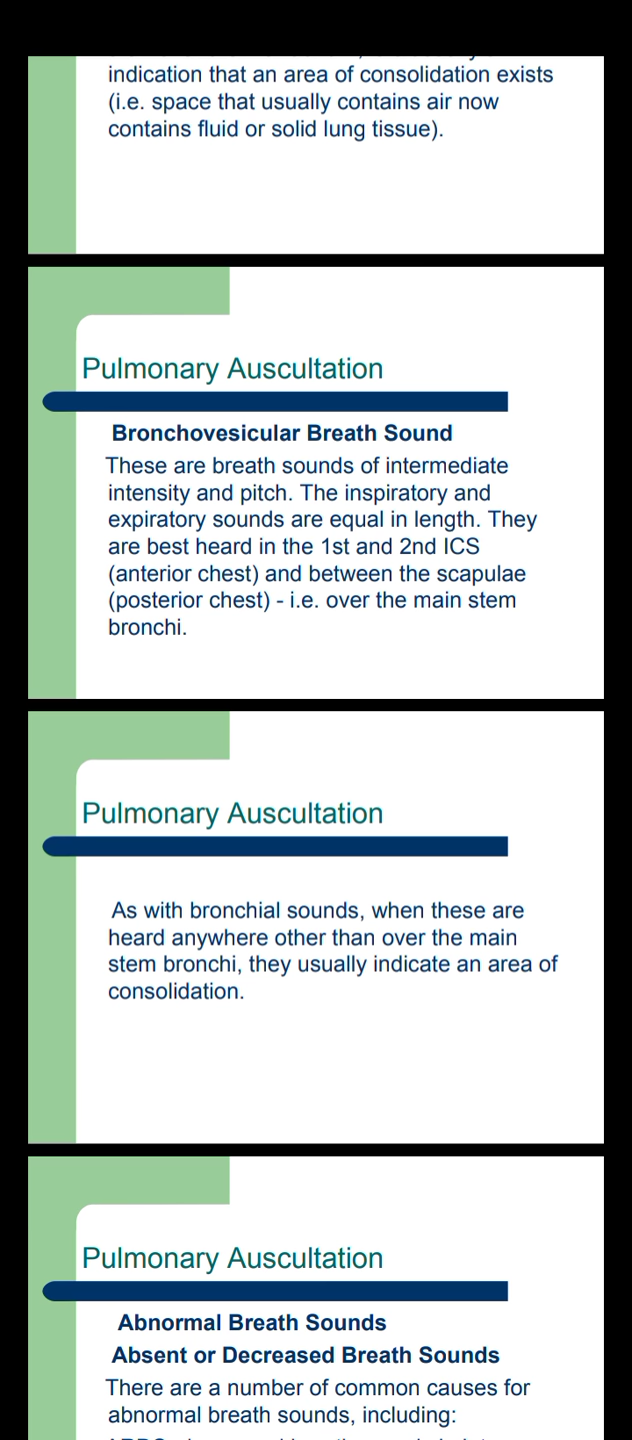 indication that an area of consolidation exists
(i.e. space that usually contains air now
contains fluid or solid lung tissue).
Pulmonary Auscultation
Bronchovesicular Breath Sound
These are breath sounds of intermediate
intensity and pitch. The inspiratory and
expiratory sounds are equal in length. They
are best heard in the 1st and 2nd ICS
(anterior chest) and between the scapulae
(posterior chest) - i.e. over the main stem
bronchi.
Pulmonary Auscultation
As with bronchial sounds, when these are
heard anywhere other than over the main
stem bronchi, they usually indicate an area of
consolidation.
Pulmonary Auscultation
Abnormal Breath Sounds
Absent or Decreased Breath Sounds
There are a number of common causes for
abnormal breath sounds, including: